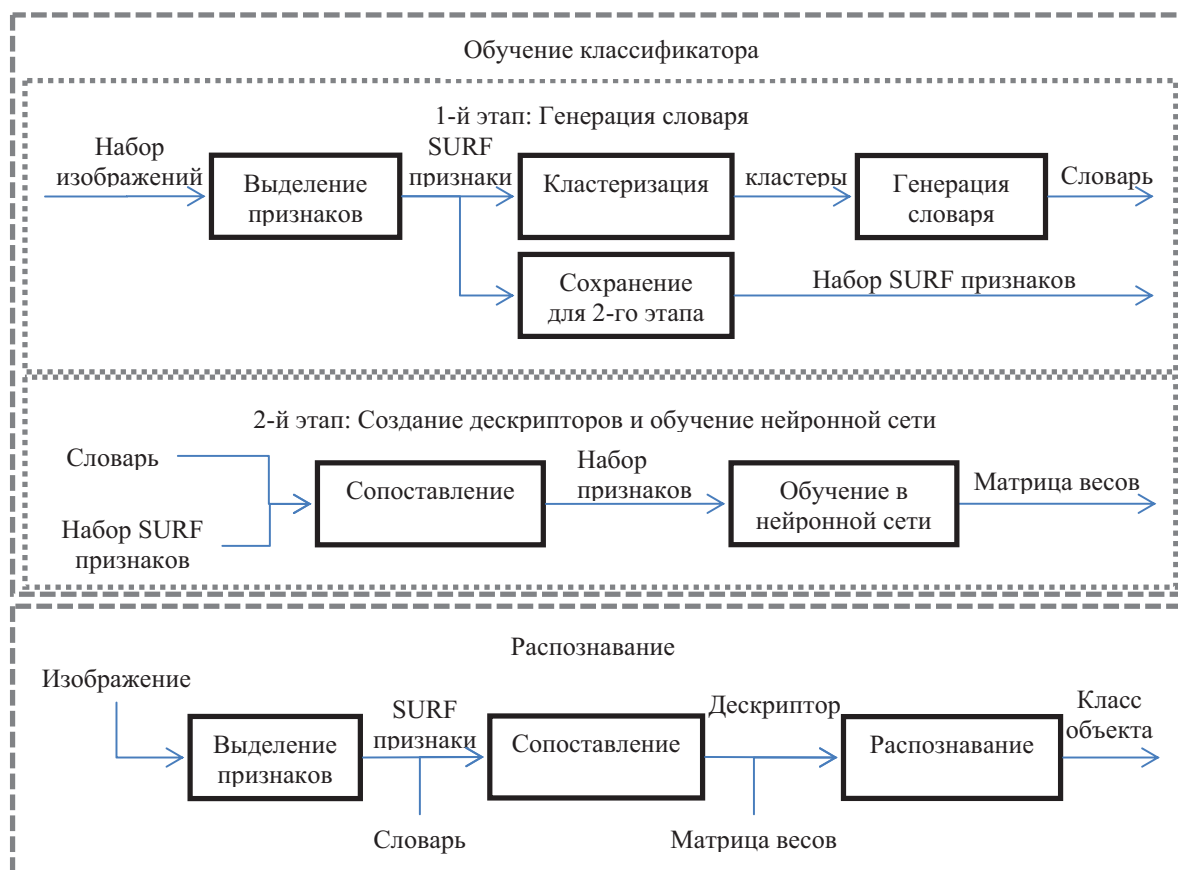 Обучение классификатора
1-й этап: Генерация словаря
Набор
изображений
Выделение
признаков
SURF
признаки
Кластеризация
кластеры
Генерация
словаря
Словарь
Сохранение
для 2-го этапа
Набор SURF признаков
2-й этап: Создание дескрипторов и обучение нейронной сети
Словарь
Набор SURF
признаков
Сопоставление
Набор
признаков
Обучение в
нейронной сети
Матрица весов
Распознавание
Изображение
Выделение
признаков
SURF
признаки
Словарь
Сопоставление
Дескриптор
Матрица весов
Распознавание
Класс
объекта